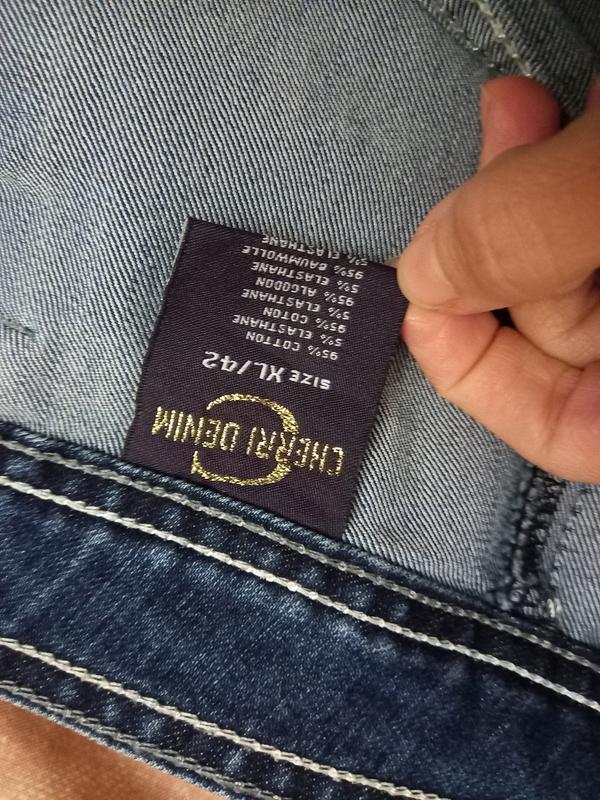 CHERRI DENIM
SIZE XL/42
95% COTTON
5% ELASTHANE
95% COTON
5% ELASTHANE
95% ALGODON
5% ELASTHANE
95% BAUMWOLLE
5% ELASTHANE